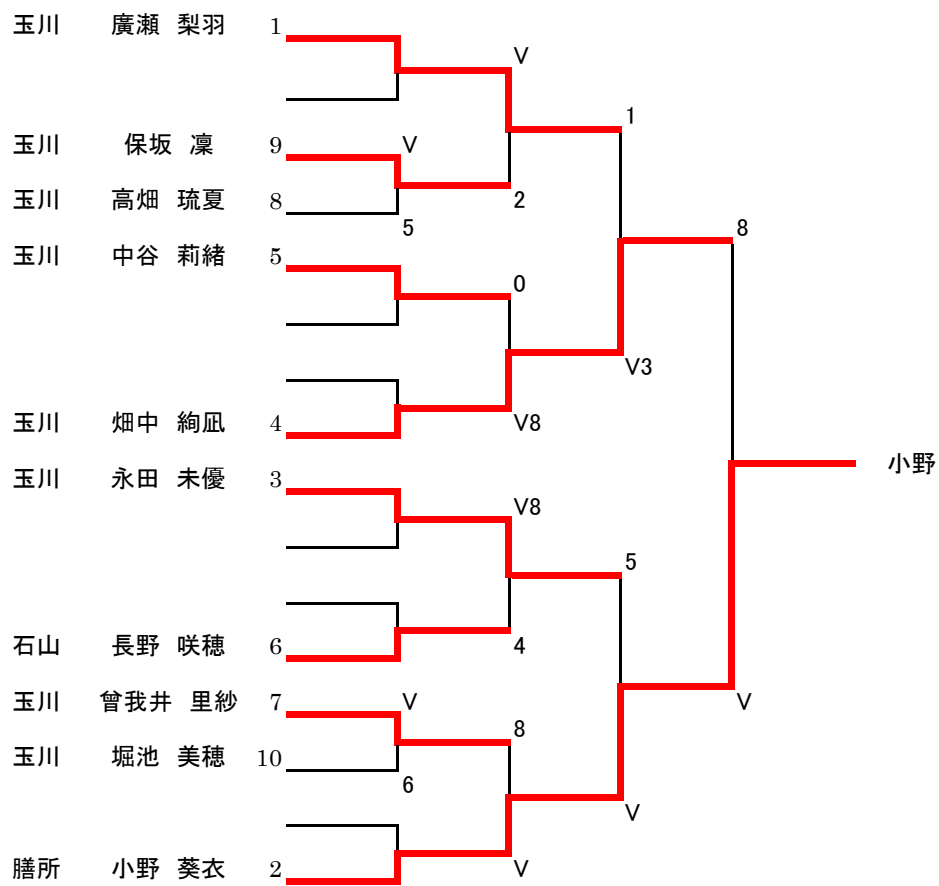 玉川 廣瀬 梨羽 1
V
1
玉川 保坂 凜 9 V
玉川 高畑 琉夏 8 2
5 8
玉川 中谷 莉緒 5
0
V3
玉川 畑中 絢凪 4 V8
小野
玉川 永田 未優 3
V8
5
石山 長野 咲穂 6 4
玉川 曾我井 里紗 7 V V
8
玉川 堀池 美穂 10
6
V
膳所 小野 葵衣 2 V